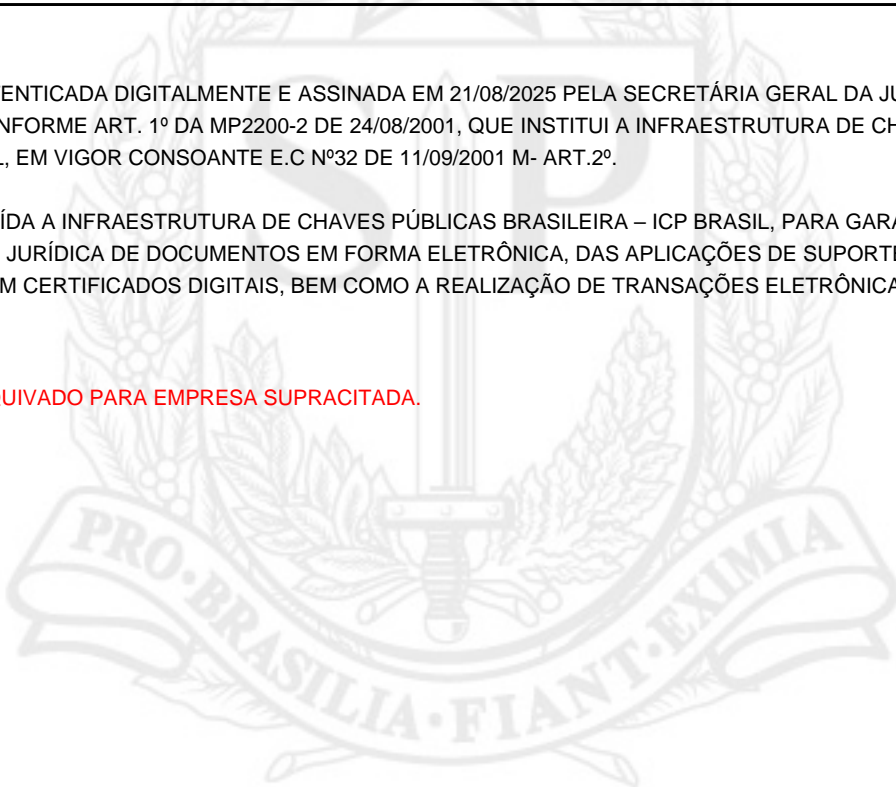 ENTICADA DIGITALMENTE E ASSINADA EM 21/08/2025 PELA SECRETÁRIA GERAL DA JU
NFORME ART. 1º DA MP2200-2 DE 24/08/2001, QUE INSTITUI A INFRAESTRUTURA DE CH
L, EM VIGOR CONSOANTE E.C Nº32 DE 11/09/2001 M- ART.2º.
ÍDA A INFRAESTRUTURA DE CHAVES PÚBLICAS BRASILEIRA – ICP BRASIL, PARA GARA
JURÍDICA DE DOCUMENTOS EM FORMA ELETRÔNICA, DAS APLICAÇÕES DE SUPORTE
M CERTIFICADOS DIGITAIS, BEM COMO A REALIZAÇÃO DE TRANSAÇÕES ELETRÔNICA
UIVADO PARA EMPRESA SUPRACITADA.
SP
PRO·BRASILIA·FIANT·EXIMIA